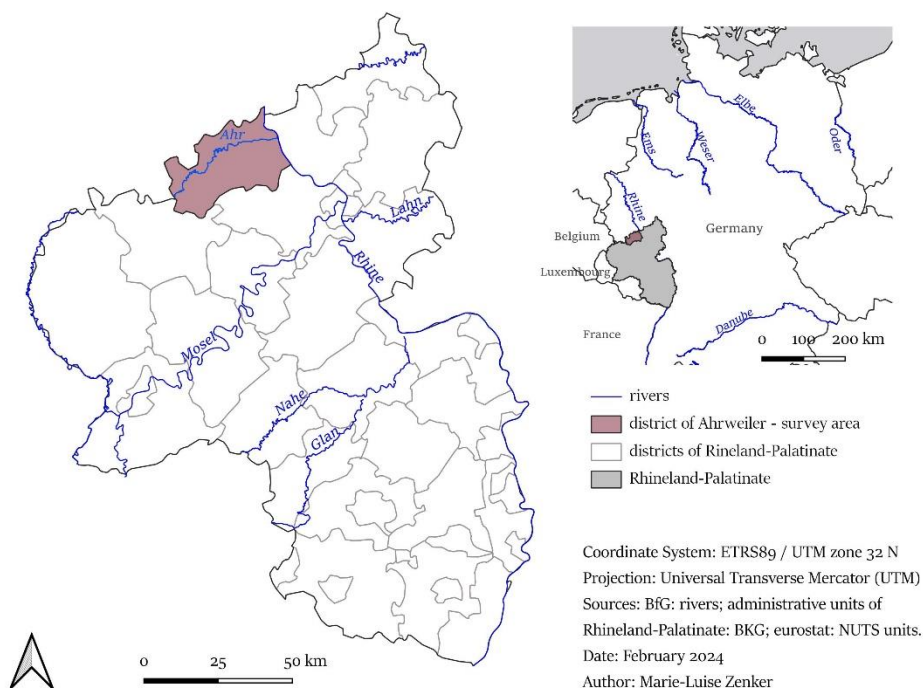 Ahr
Lahn
Rhine
Mosel
Nahe
Glan
0 25 50 km
Elbe
Oder
Ems
Weser
Rhine
Belgium
Germany
Luxembourg
France
Danube
0 100 200 km
rivers
district of Ahrweiler - survey area
districts of Rineland-Palatinate
Rhineland-Palatinate
Coordinate System: ETRS89 / UTM zone 32 N
Projection: Universal Transverse Mercator (UTM)
Sources: BfG: rivers; administrative units of
Rhineland-Palatinate: BKG; eurostat: NUTS units.
Date: February 2024
Author: Marie-Luise Zenker